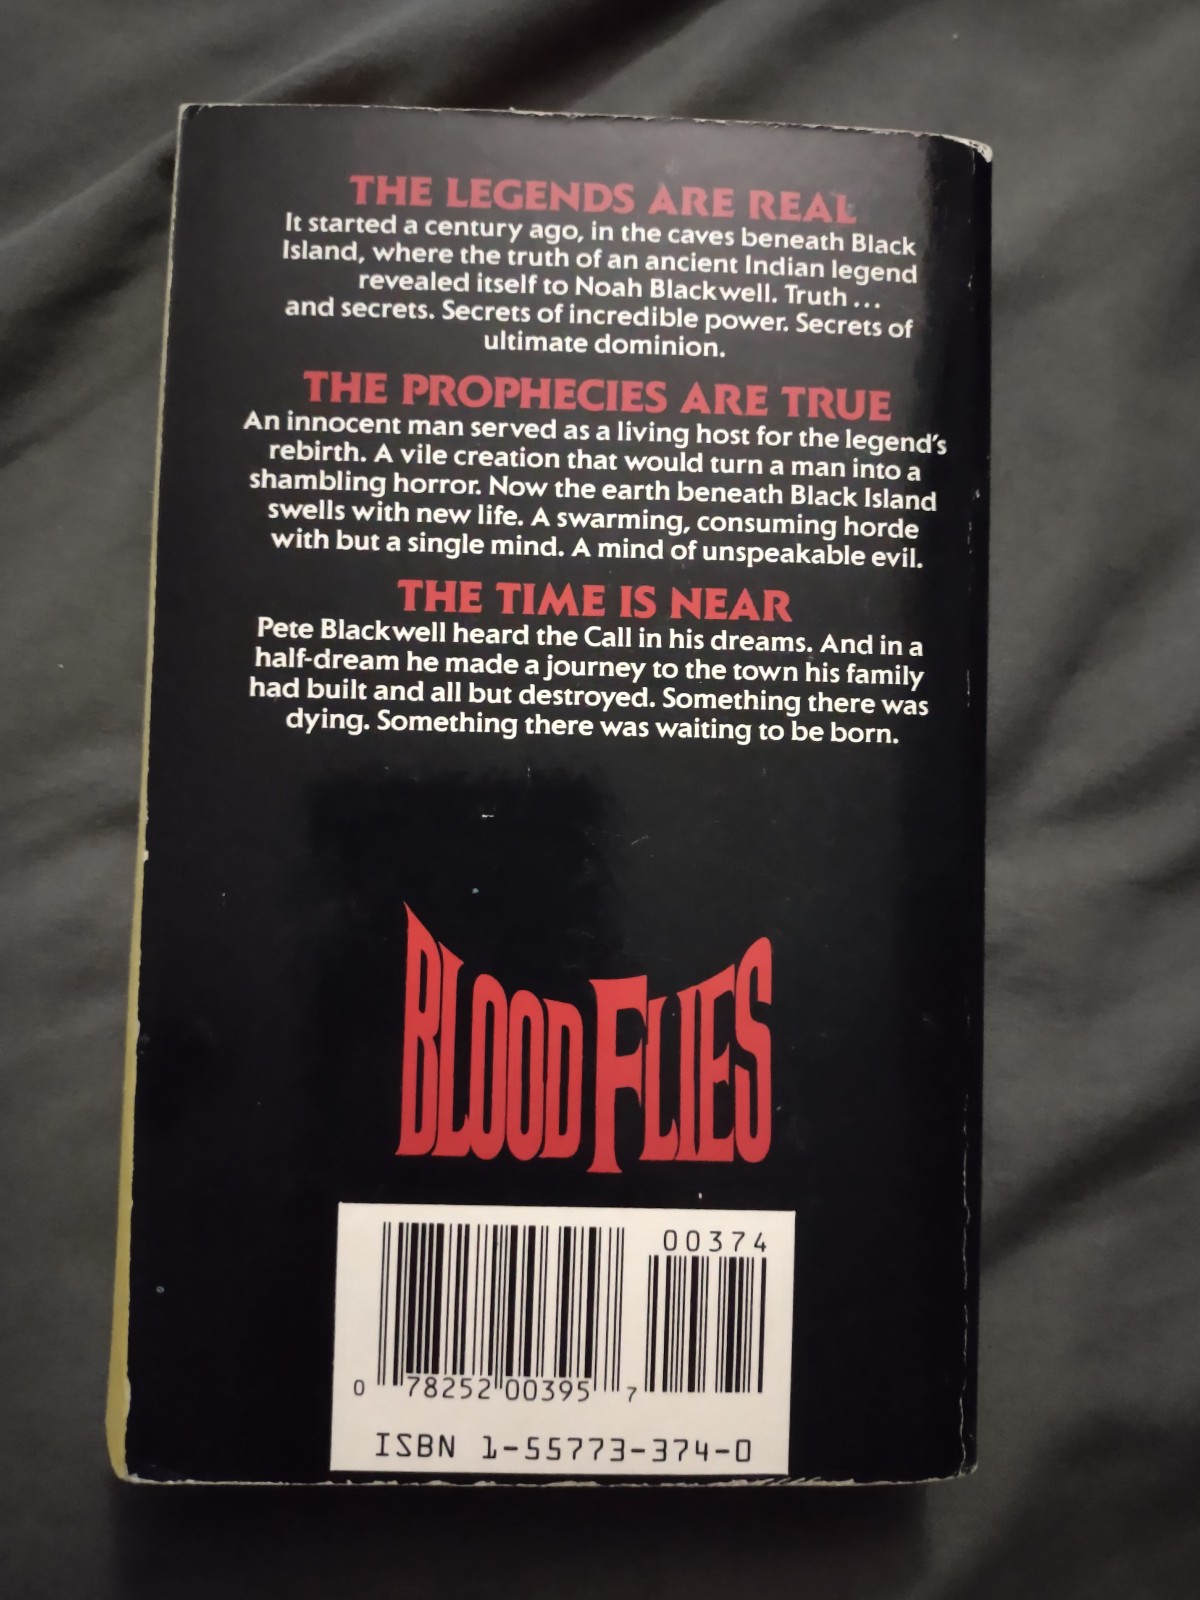 THE LEGENDS ARE REAL
It started a century ago, in the caves beneath Black
Island, where the truth of an ancient Indian legend
revealed itself to Noah Blackwell. Truth...
and secrets. Secrets of incredible power. Secrets of
ultimate dominion.
THE PROPHECIES ARE TRUE
An innocent man served as a living host for the legend's
rebirth. A vile creation that would turn a man into a
shambling horror. Now the earth beneath Black Island
swells with new life. A swarming, consuming horde
with but a single mind. A mind of unspeakable evil.
THE TIME IS NEAR
Pete Blackwell heard the Call in his dreams. And in a
half-dream he made a journey to the town his family
had built and all but destroyed. Something there was
dying. Something there was waiting to be born.
BLOOD FLIES
00374
0 78252 00395 7
ISBN 1-55773-374-0